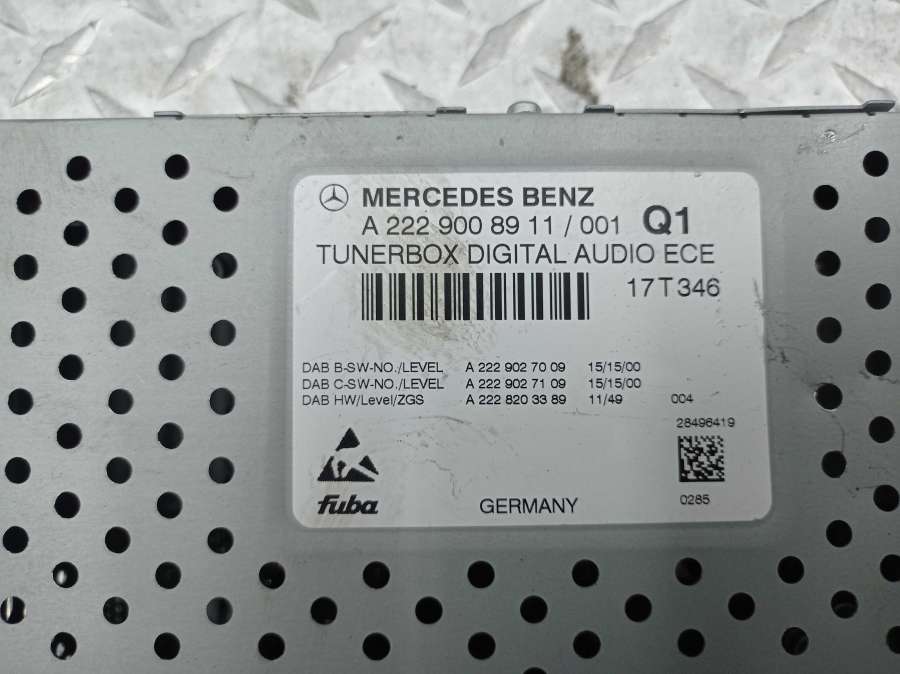 MERCEDES BENZ
A 222 900 89 11 / 001 Q1
TUNERBOX DIGITAL AUDIO ECE
17T346
DAB B-SW-NO./LEVEL A 222 902 70 09 15/15/00
DAB C-SW-NO./LEVEL A 222 902 71 09 15/15/00
DAB HW/Level/ZGS A 222 820 33 89 11/49 004
28496419
fuba GERMANY 0285